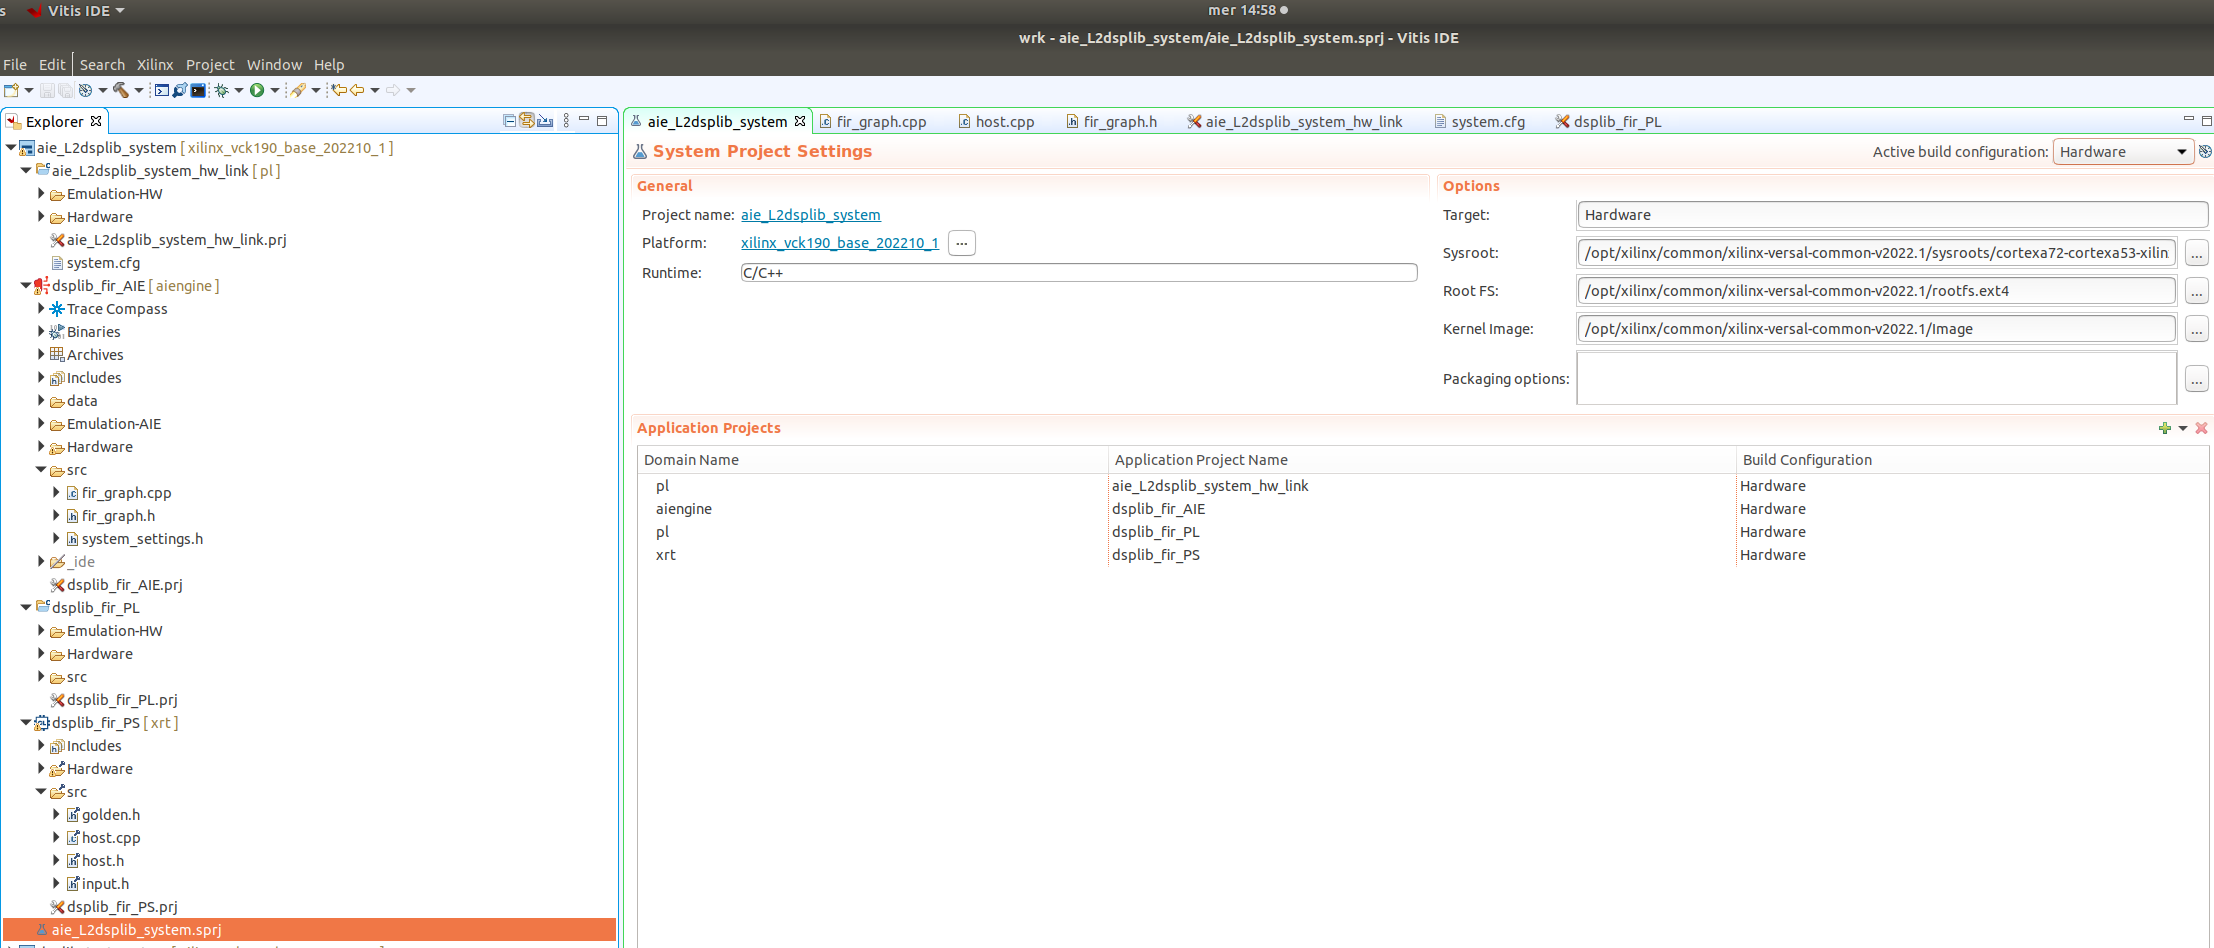 s Vitis IDE mer 14:58
wrk - aie_L2dsplib_system/aie_L2dsplib_system.sprj - Vitis IDE
File Edit Search Xilinx Project Window Help
Explorer
aie_L2dsplib_system [ xilinx_vck190_base_202210_1 ]
aie_L2dsplib_system_hw_link [ pl ]
Emulation-HW
Hardware
aie_L2dsplib_system_hw_link.prj
system.cfg
dsplib_fir_AIE [ aiengine ]
Trace Compass
Binaries
Archives
Includes
data
Emulation-AIE
Hardware
src
fir_graph.cpp
fir_graph.h
system_settings.h
_ide
dsplib_fir_AIE.prj
dsplib_fir_PL
Emulation-HW
Hardware
src
dsplib_fir_PL.prj
dsplib_fir_PS [ xrt ]
Includes
Hardware
src
golden.h
host.cpp
host.h
input.h
dsplib_fir_PS.prj
aie_L2dsplib_system.sprj
aie_L2dsplib_system fir_graph.cpp host.cpp fir_graph.h aie_L2dsplib_system_hw_link system.cfg dsplib_fir_PL
System Project Settings Active build configuration: Hardware
General
Project name: aie_L2dsplib_system
Platform: xilinx_vck190_base_202210_1 ...
Runtime: C/C++
Options
Target: Hardware
Sysroot: /opt/xilinx/common/xilinx-versal-common-v2022.1/sysroots/cortexa72-cortexa53-xilin ...
Root FS: /opt/xilinx/common/xilinx-versal-common-v2022.1/rootfs.ext4 ...
Kernel Image: /opt/xilinx/common/xilinx-versal-common-v2022.1/Image ...
Packaging options: ...
Application Projects
Domain Name Application Project Name Build Configuration
pl aie_L2dsplib_system_hw_link Hardware
aiengine dsplib_fir_AIE Hardware
pl dsplib_fir_PL Hardware
xrt dsplib_fir_PS Hardware